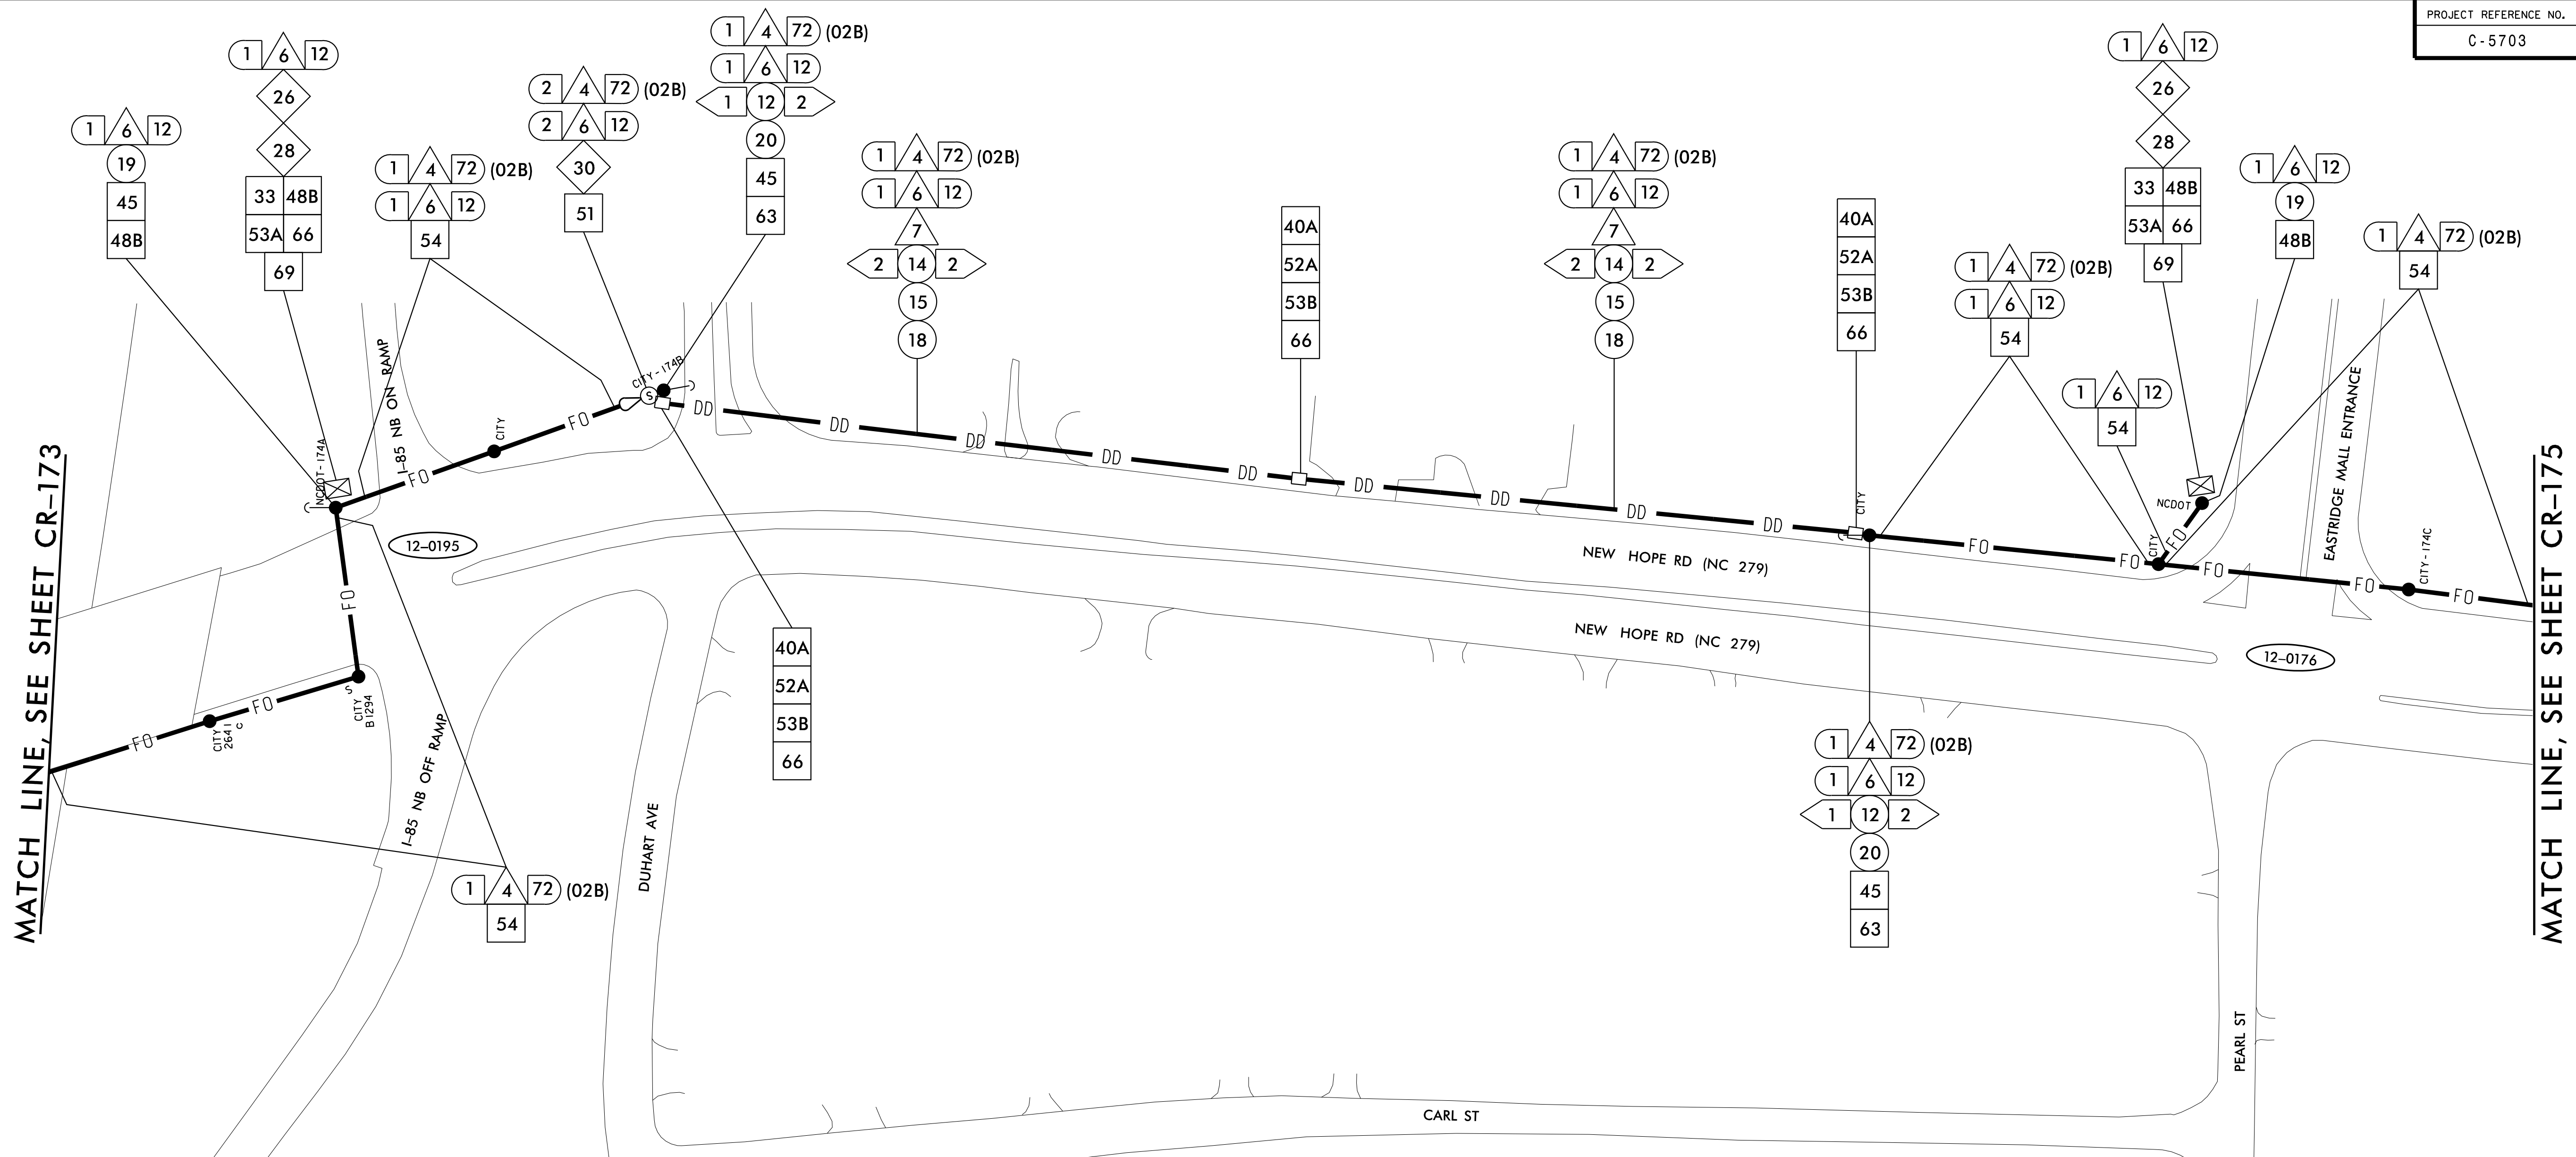 PROJECT REFERENCE NO.
C-5703
1 6 12
19
45
48B
1 6 12
26
28
33 48B
53A 66
69
1 4 72 (02B)
1 6 12
54
2 4 72 (02B)
2 6 12
30
51
1 4 72 (02B)
1 6 12
1 12 2
20
45
63
1 4 72 (02B)
1 6 12
7
2 14 2
15
18
40A
52A
53B
66
1 4 72 (02B)
1 6 12
7
2 14 2
15
18
40A
52A
53B
66
1 4 72 (02B)
1 6 12
54
1 6 12
54
1 6 12
26
28
33 48B
53A 66
69
1 6 12
19
48B
1 4 72 (02B)
54
MATCH LINE, SEE SHEET CR-173
NCDOT-174A
I-85 NB ON RAMP
FO
CITY
FO
CITY-174B
S
DD
DD
DD
DD
DD
DD
DD
DD
DD
CITY
FO
FO
CITY
FO
NCDOT
FO
EASTRIDGE MALL ENTRANCE
FO
CITY-174C
FO
MATCH LINE, SEE SHEET CR-175
12-0195
NEW HOPE RD (NC 279)
NEW HOPE RD (NC 279)
12-0176
FO
FO
CITY
2641
C
FO
S
CITY
B1294
I-85 NB OFF RAMP
1 4 72 (02B)
54
DUHART AVE
40A
52A
53B
66
1 4 72 (02B)
1 6 12
1 12 2
20
45
63
PEARL ST
CARL ST